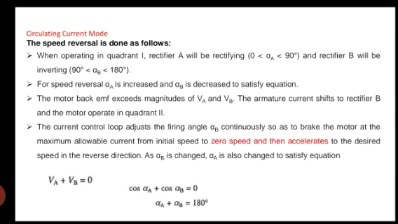 Circulating Current Mode
The speed reversal is done as follows:
➢ When operating in quadrant I, rectifier A will be rectifying (0 < αA < 90°) and rectifier B will be
inverting (90° < αB < 180°).
➢ For speed reversal αA is increased and αB is decreased to satisfy equation.
➢ The motor back emf exceeds magnitudes of VA and VB. The armature current shifts to rectifier B
and the motor operate in quadrant II.
➢ The current control loop adjusts the firing angle αB continuously so as to brake the motor at the
maximum allowable current from initial speed to zero speed and then accelerates to the desired
speed in the reverse direction. As αB is changed, αA is also changed to satisfy equation
VA + VB = 0
cos αA + cos αB = 0
αA + αB = 180°